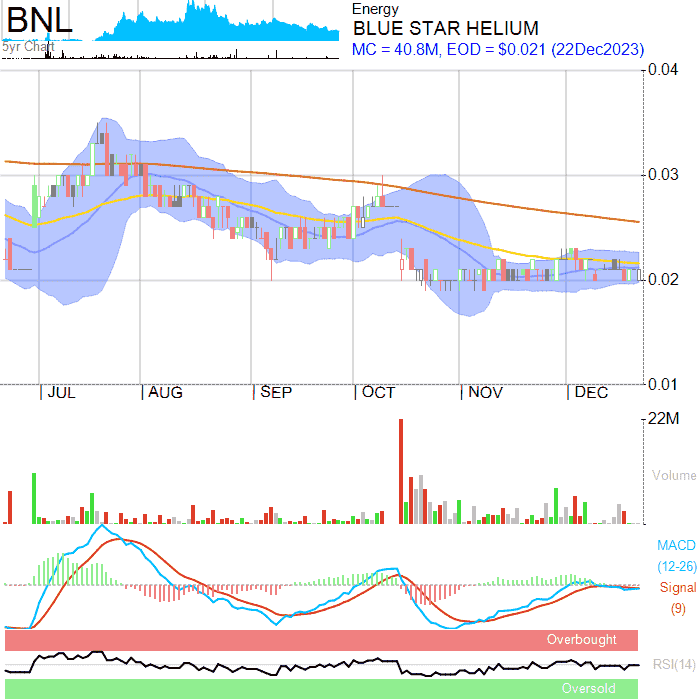 BNL
5yr Chart
Energy
BLUE STAR HELIUM
MC = 40.8M, EOD = $0.021 (22Dec2023)
0.04
0.03
0.02
0.01
JUL AUG SEP OCT NOV DEC
22M
Volume
MACD
(12-26)
Signal
(9)
Overbought
RSI(14)
Oversold